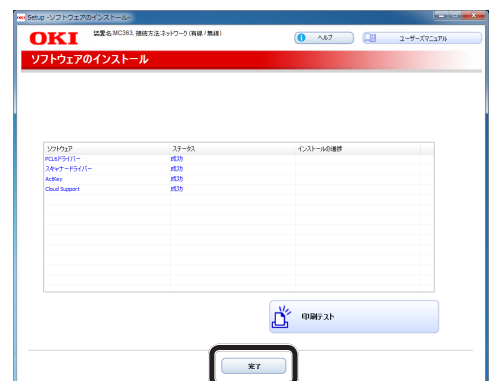 OKI Setup -ソフトウェアのインストール-
OKI
装置名:MC363, 接続方法:ネットワーク(有線/無線)
ヘルプ
ユーザーズマニュアル
ソフトウェアのインストール
ソフトウェア ステータス インストールの進捗
PCL6ドライバー 成功
スキャナードライバー 成功
ActKey 成功
Cloud Support 成功
印刷テスト
完了